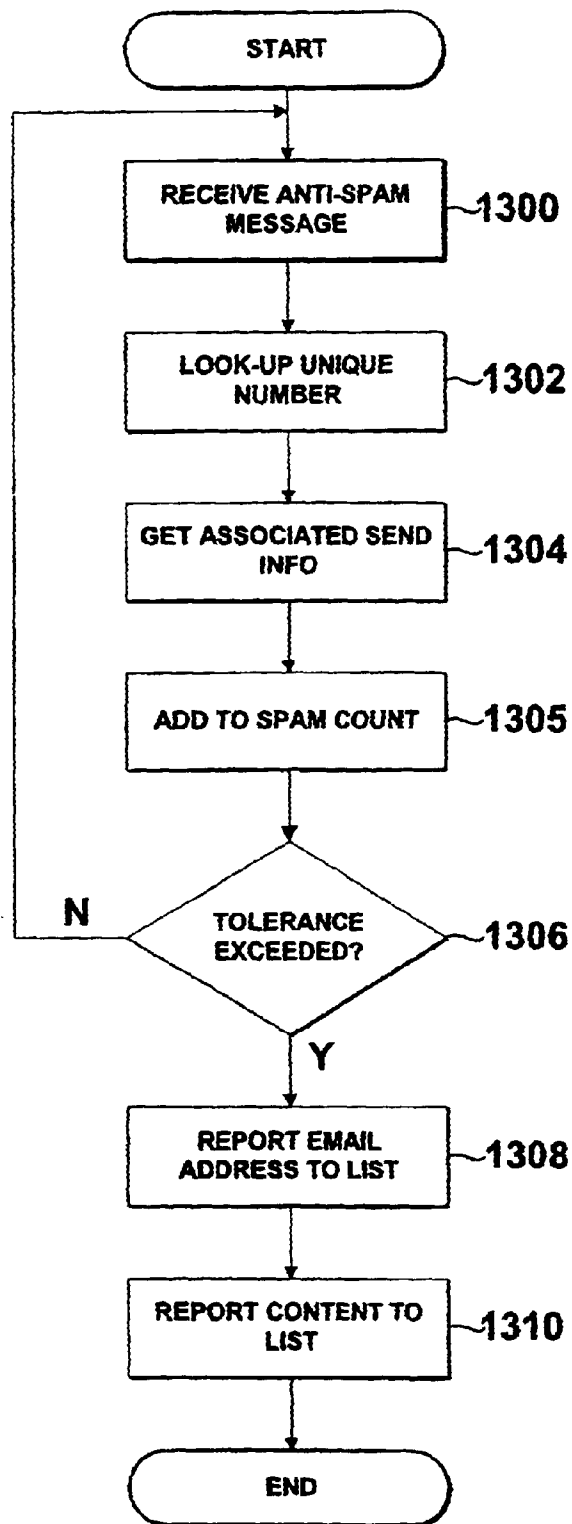 START
RECEIVE ANTI-SPAM
MESSAGE
1300
LOOK-UP UNIQUE
NUMBER
1302
GET ASSOCIATED SEND
INFO
1304
ADD TO SPAM COUNT
1305
N
TOLERANCE
EXCEEDED?
1306
Y
REPORT EMAIL
ADDRESS TO LIST
1308
REPORT CONTENT TO
LIST
1310
END